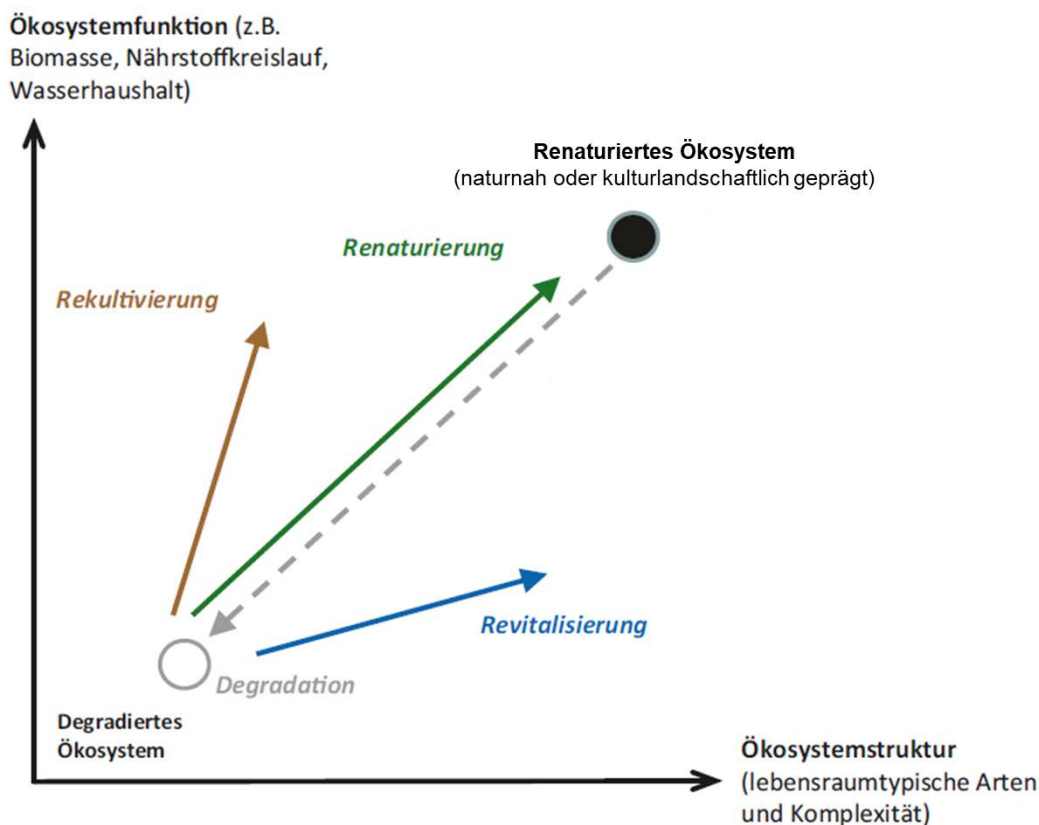 Ökosystemfunktion (z.B.
Biomasse, Nährstoffkreislauf,
Wasserhaushalt)
Renaturiertes Ökosystem
(naturnah oder kulturlandschaftlich geprägt)
Renaturierung
Rekultivierung
Revitalisierung
Degradation
Degradiertes
Ökosystem
Ökosystemstruktur
(lebensraumtypische Arten
und Komplexität)